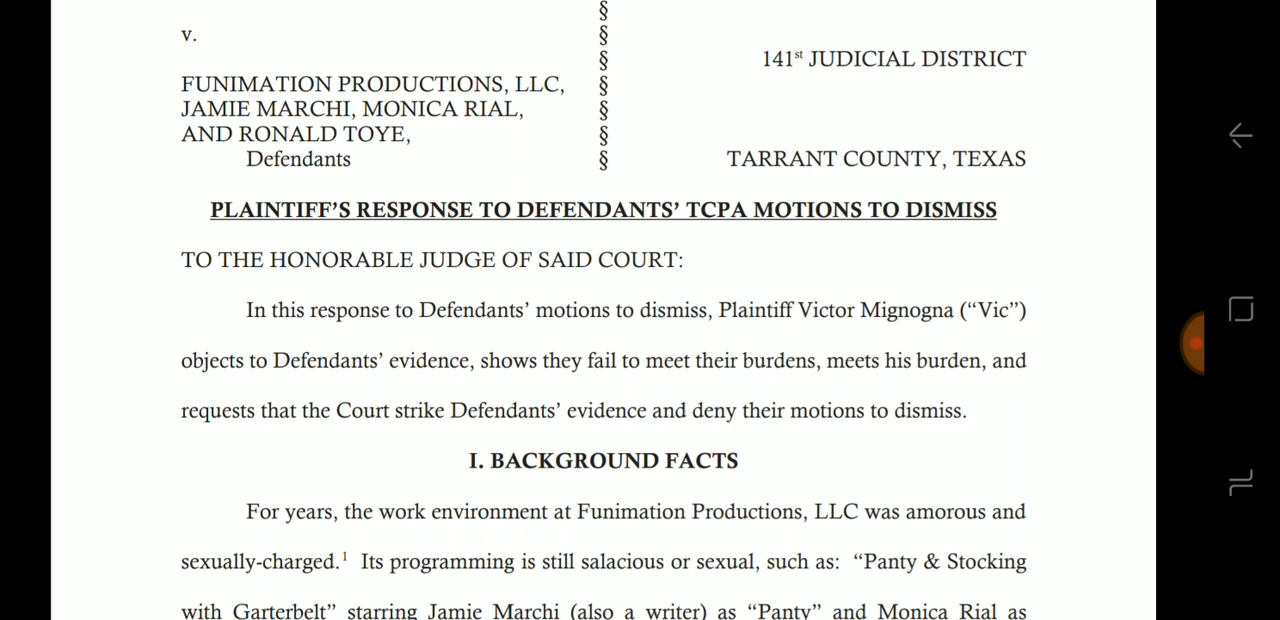 §
v. §
§ 141st JUDICIAL DISTRICT
FUNIMATION PRODUCTIONS, LLC, §
JAMIE MARCHI, MONICA RIAL, §
AND RONALD TOYE, §
Defendants § TARRANT COUNTY, TEXAS
PLAINTIFF’S RESPONSE TO DEFENDANTS’ TCPA MOTIONS TO DISMISS
TO THE HONORABLE JUDGE OF SAID COURT:
In this response to Defendants’ motions to dismiss, Plaintiff Victor Mignogna (“Vic”)
objects to Defendants’ evidence, shows they fail to meet their burdens, meets his burden, and
requests that the Court strike Defendants’ evidence and deny their motions to dismiss.
I. BACKGROUND FACTS
For years, the work environment at Funimation Productions, LLC was amorous and
sexually-charged.1 Its programming is still salacious or sexual, such as: “Panty & Stocking
with Garterbelt” starring Jamie Marchi (also a writer) as “Panty” and Monica Rial as